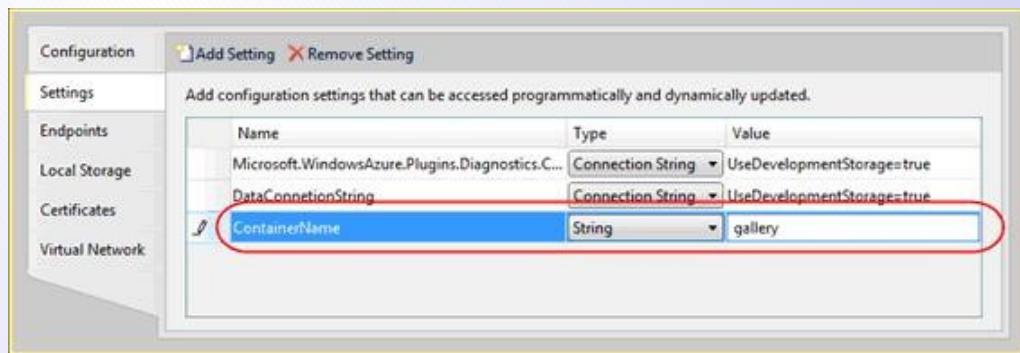 Configuration
Settings
Endpoints
Local Storage
Certificates
Virtual Network
Add Setting Remove Setting
Add configuration settings that can be accessed programmatically and dynamically updated.
Name Type Value
Microsoft.WindowsAzure.Plugins.Diagnostics.C... Connection String UseDevelopmentStorage=true
DataConnetionString Connection String UseDevelopmentStorage=true
ContainerName String gallery